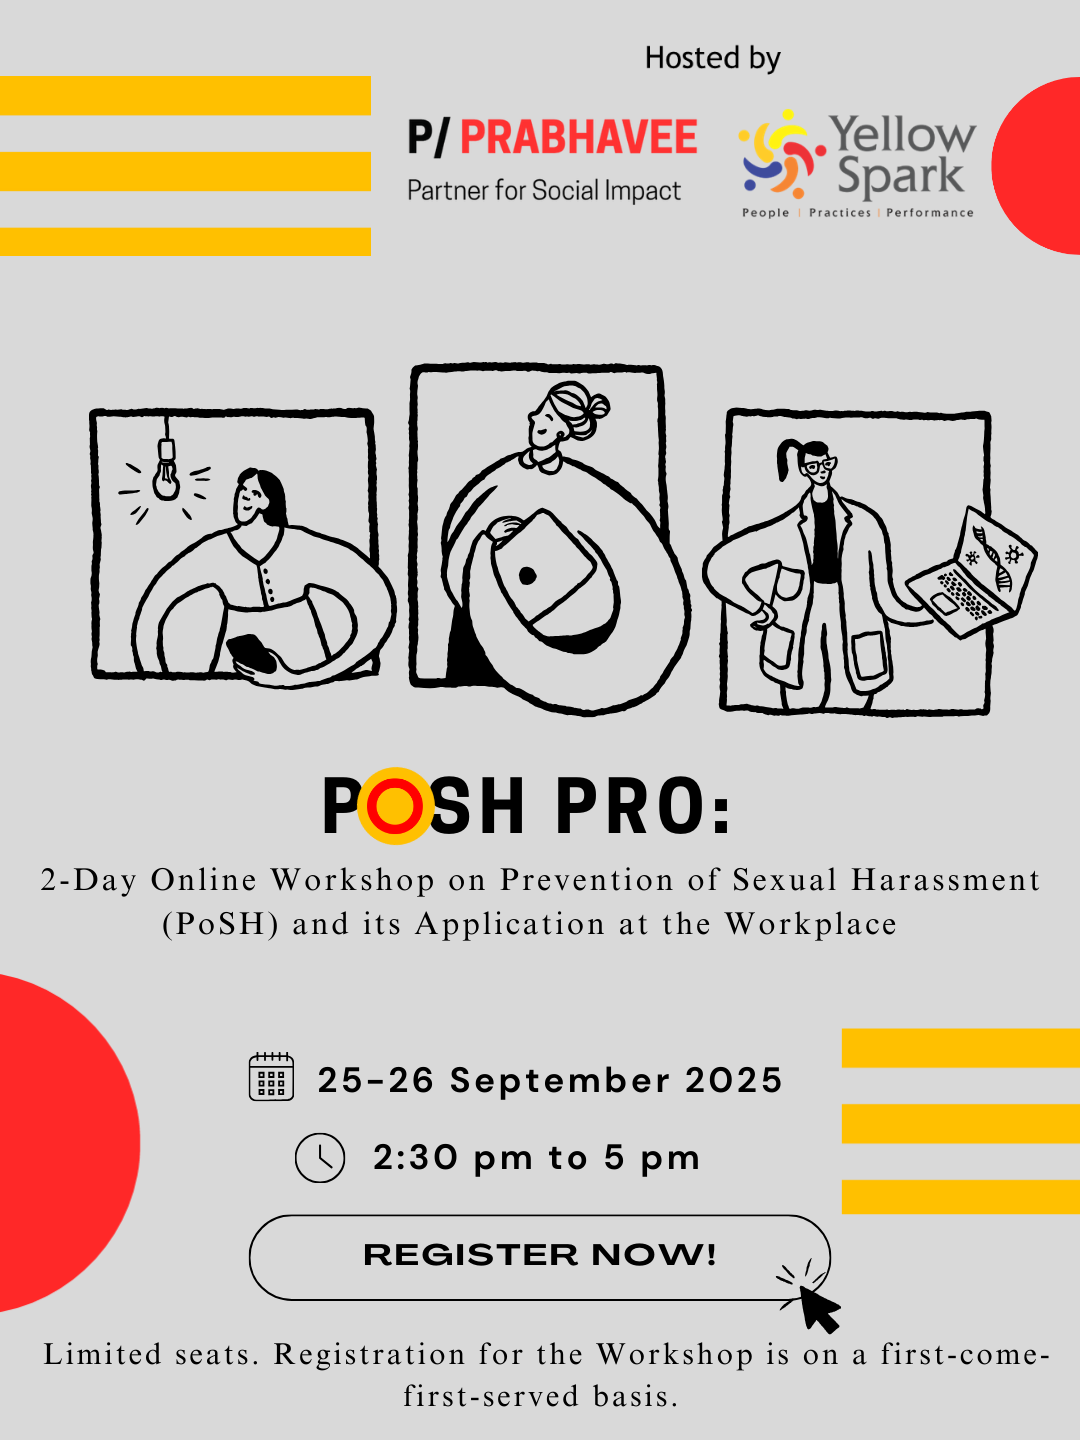 Hosted by
P/ PRABHAVEE
Partner for Social Impact
Yellow
Spark
People | Practices | Performance
POSH PRO:
2-Day Online Workshop on Prevention of Sexual Harassment
(PoSH) and its Application at the Workplace
25-26 September 2025
2:30 pm to 5 pm
REGISTER NOW!
Limited seats. Registration for the Workshop is on a first-come-
first-served basis.